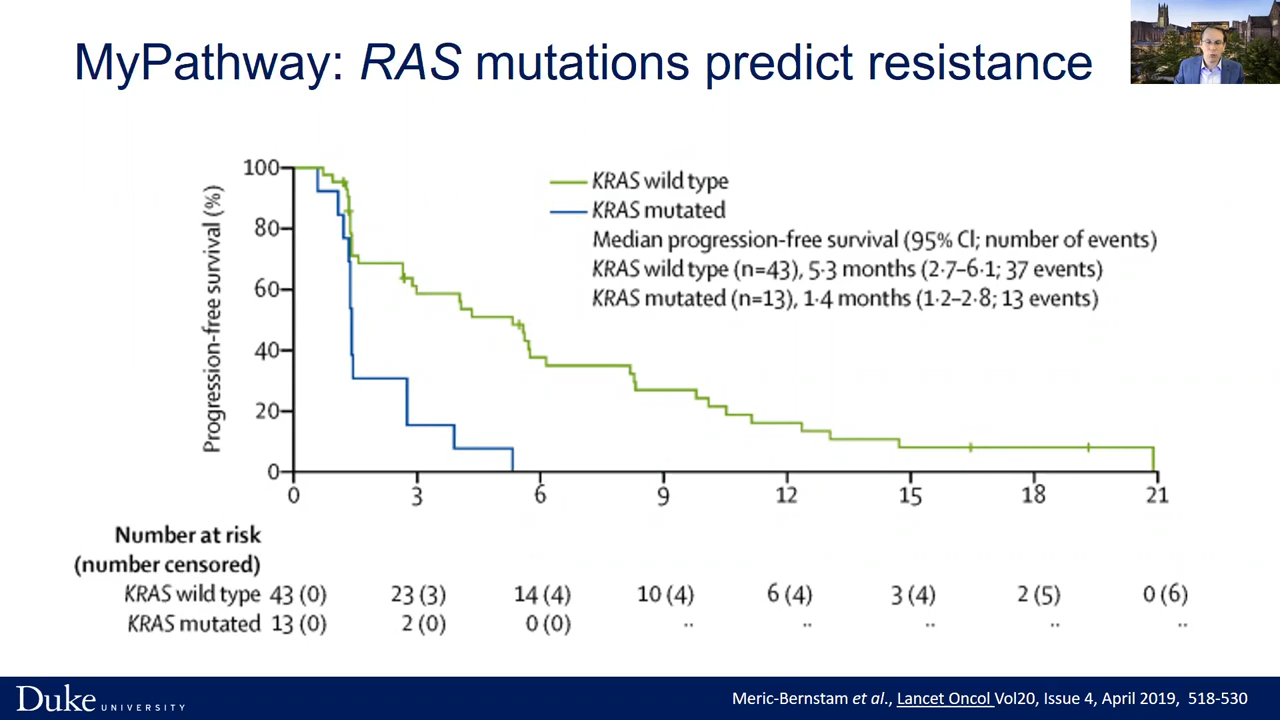 MyPathway: RAS mutations predict resistance
Progression-free survival (%)
100
80
60
40
20
0
KRAS wild type
KRAS mutated
Median progression-free survival (95% CI; number of events)
KRAS wild type (n=43), 5·3 months (2·7–6·1; 37 events)
KRAS mutated (n=13), 1·4 months (1·2–2·8; 13 events)
0 3 6 9 12 15 18 21
Number at risk
(number censored)
KRAS wild type 43 (0) 23 (3) 14 (4) 10 (4) 6 (4) 3 (4) 2 (5) 0 (6)
KRAS mutated 13 (0) 2 (0) 0 (0) ·· ·· ·· ·· ··
Duke UNIVERSITY
Meric-Bernstam et al., Lancet Oncol Vol20, Issue 4, April 2019, 518-530